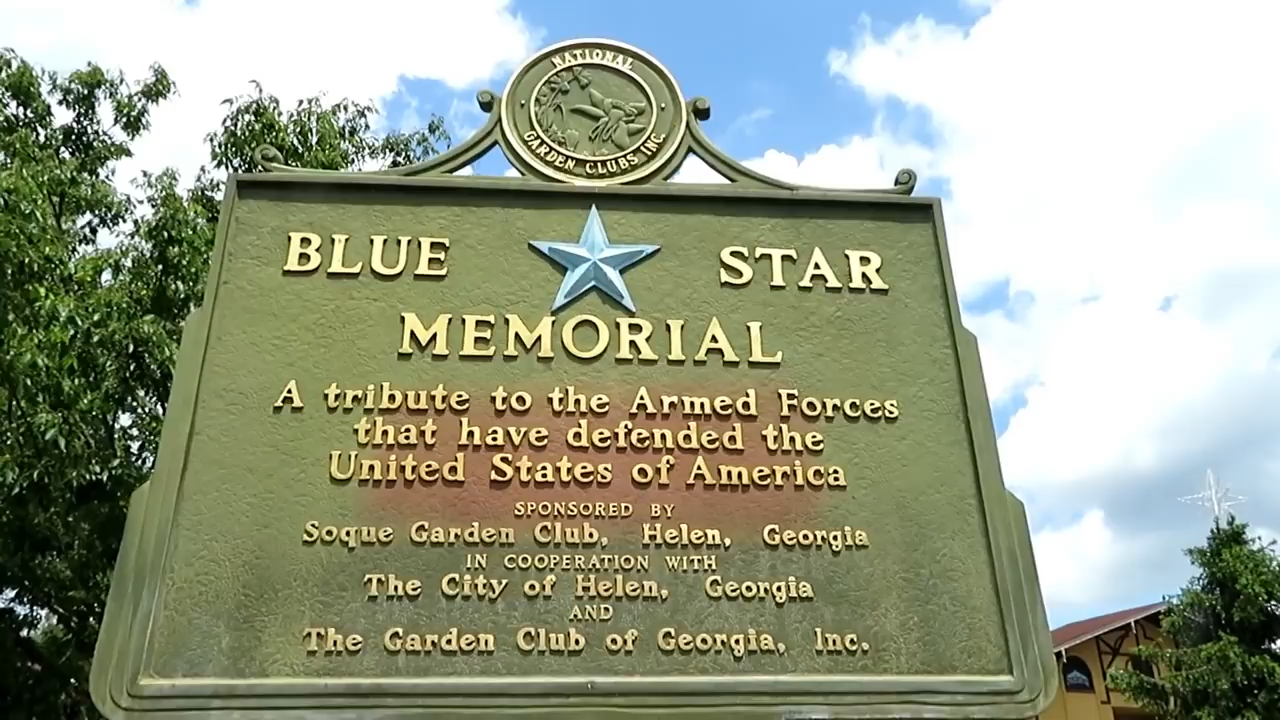 NATIONAL
GARDEN CLUBS INC.
BLUE STAR
MEMORIAL
A tribute to the Armed Forces
that have defended the
United States of America
SPONSORED BY
Soque Garden Club, Helen, Georgia
IN COOPERATION WITH
The City of Helen, Georgia
AND
The Garden Club of Georgia, Inc.